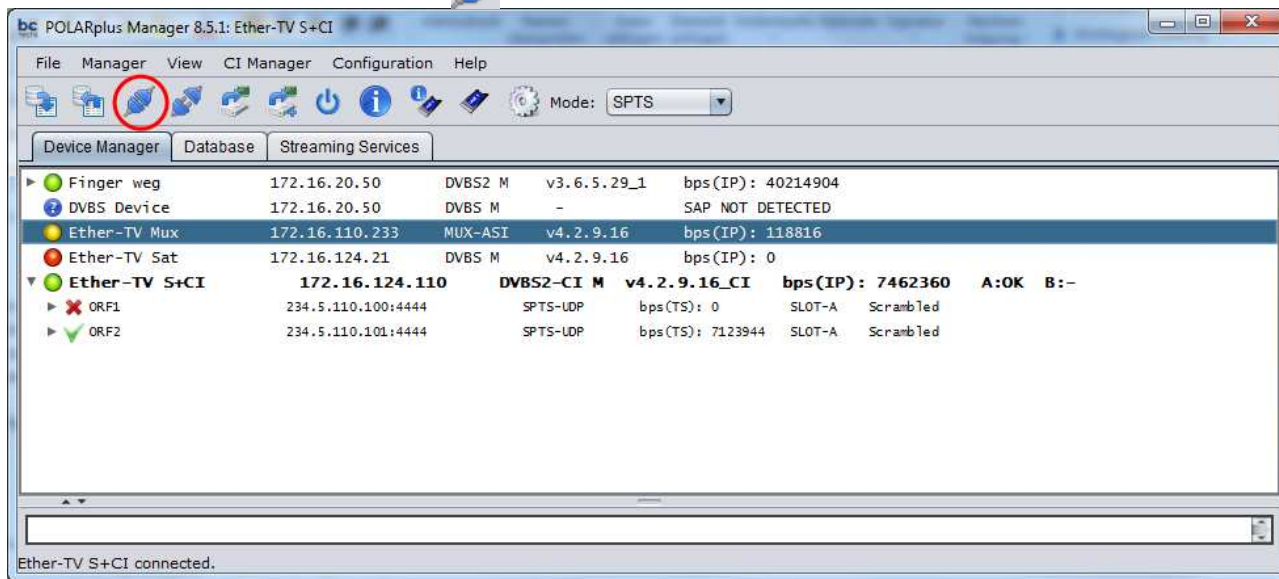 bc POLARplus Manager 8.5.1: Ether-TV S+CI
File Manager View CI Manager Configuration Help
Mode: SPTS
Device Manager Database Streaming Services
Finger weg 172.16.20.50 DVBS2 M v3.6.5.29_1 bps(IP): 40214904
DVBS Device 172.16.20.50 DVBS M - SAP NOT DETECTED
Ether-TV Mux 172.16.110.233 MUX-ASI v4.2.9.16 bps(IP): 118816
Ether-TV Sat 172.16.124.21 DVBS M v4.2.9.16 bps(IP): 0
Ether-TV S+CI 172.16.124.110 DVBS2-CI M v4.2.9.16_CI bps(IP): 7462360 A:OK B:-
ORF1 234.5.110.100:4444 SPTS-UDP bps(TS): 0 SLOT-A Scrambled
ORF2 234.5.110.101:4444 SPTS-UDP bps(TS): 7123944 SLOT-A Scrambled
Ether-TV S+CI connected.